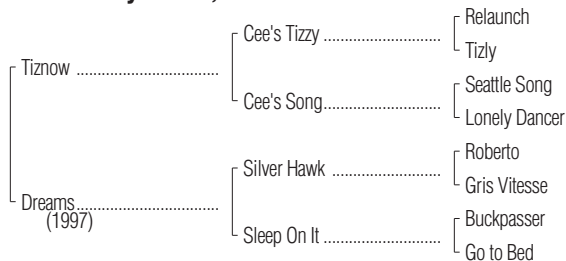 Relaunch
Cee's Tizzy ..............................
Tizly
Tiznow ....................................
Seattle Song
Cee's Song..............................
Lonely Dancer
Roberto
Silver Hawk ............................
Gris Vitesse
Dreams....................................
(1997)
Buckpasser
Sleep On It ..............................
Go to Bed